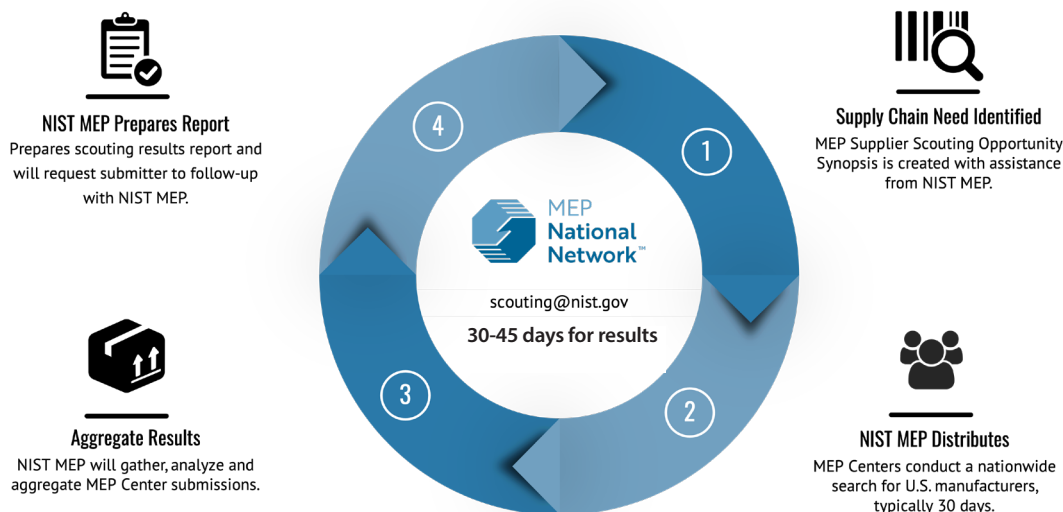 NIST MEP Prepares Report
Prepares scouting results report and
will request submitter to follow-up
with NIST MEP.
4
1
Supply Chain Need Identified
MEP Supplier Scouting Opportunity
Synopsis is created with assistance
from NIST MEP.
MEP
National
Network™
scouting@nist.gov
30-45 days for results
3
2
Aggregate Results
NIST MEP will gather, analyze and
aggregate MEP Center submissions.
NIST MEP Distributes
MEP Centers conduct a nationwide
search for U.S. manufacturers,
typically 30 days.